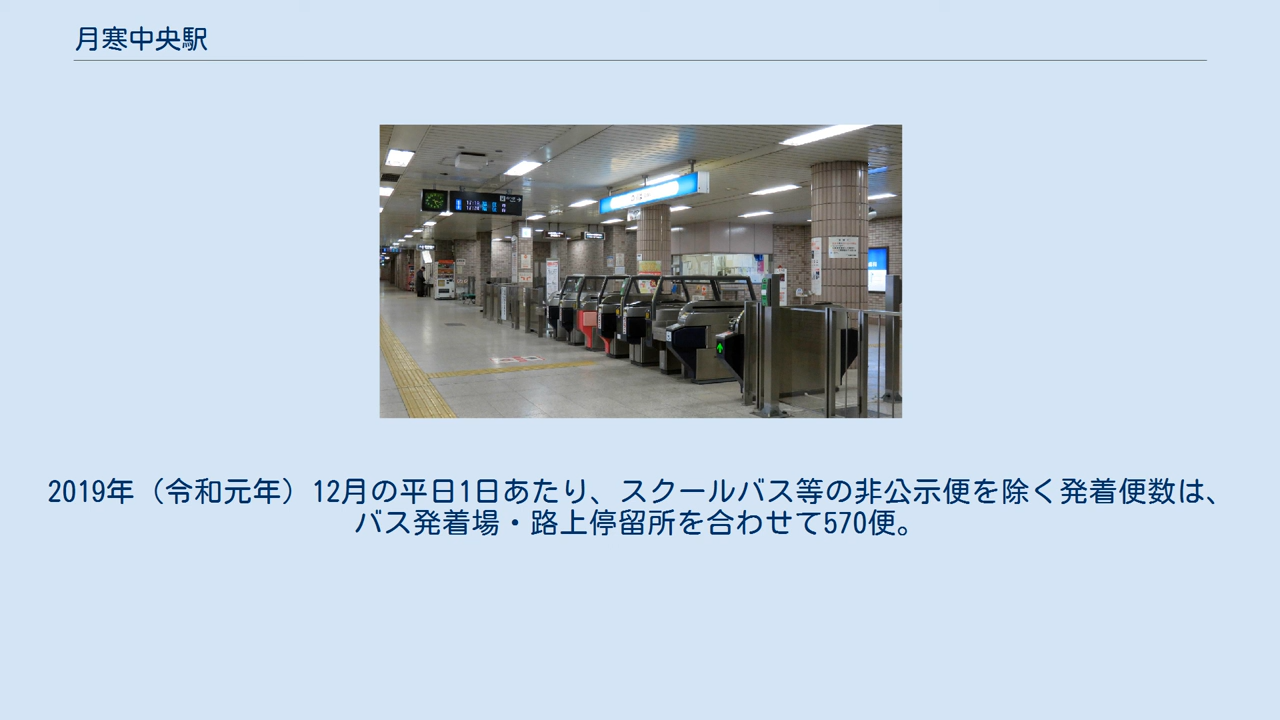 月寒中央駅
2019年（令和元年）12月の平日1日あたり、スクールバス等の非公示便を除く発着便数は、
バス発着場・路上停留所を合わせて570便。